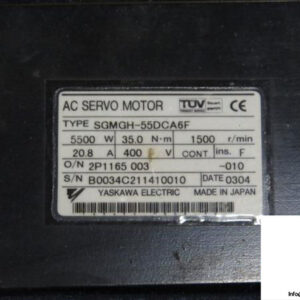 AC SERVO MOTOR TÜV CE
TYPE SGMGH-55DCA6F
5500 W 35.0 N·m 1500 r/min
20.8 A 400 V CONT ins. F
O/N 2P1165 003 -010
S/N B0034C211410010 DATE 0304
YASKAWA ELECTRIC MADE IN JAPAN